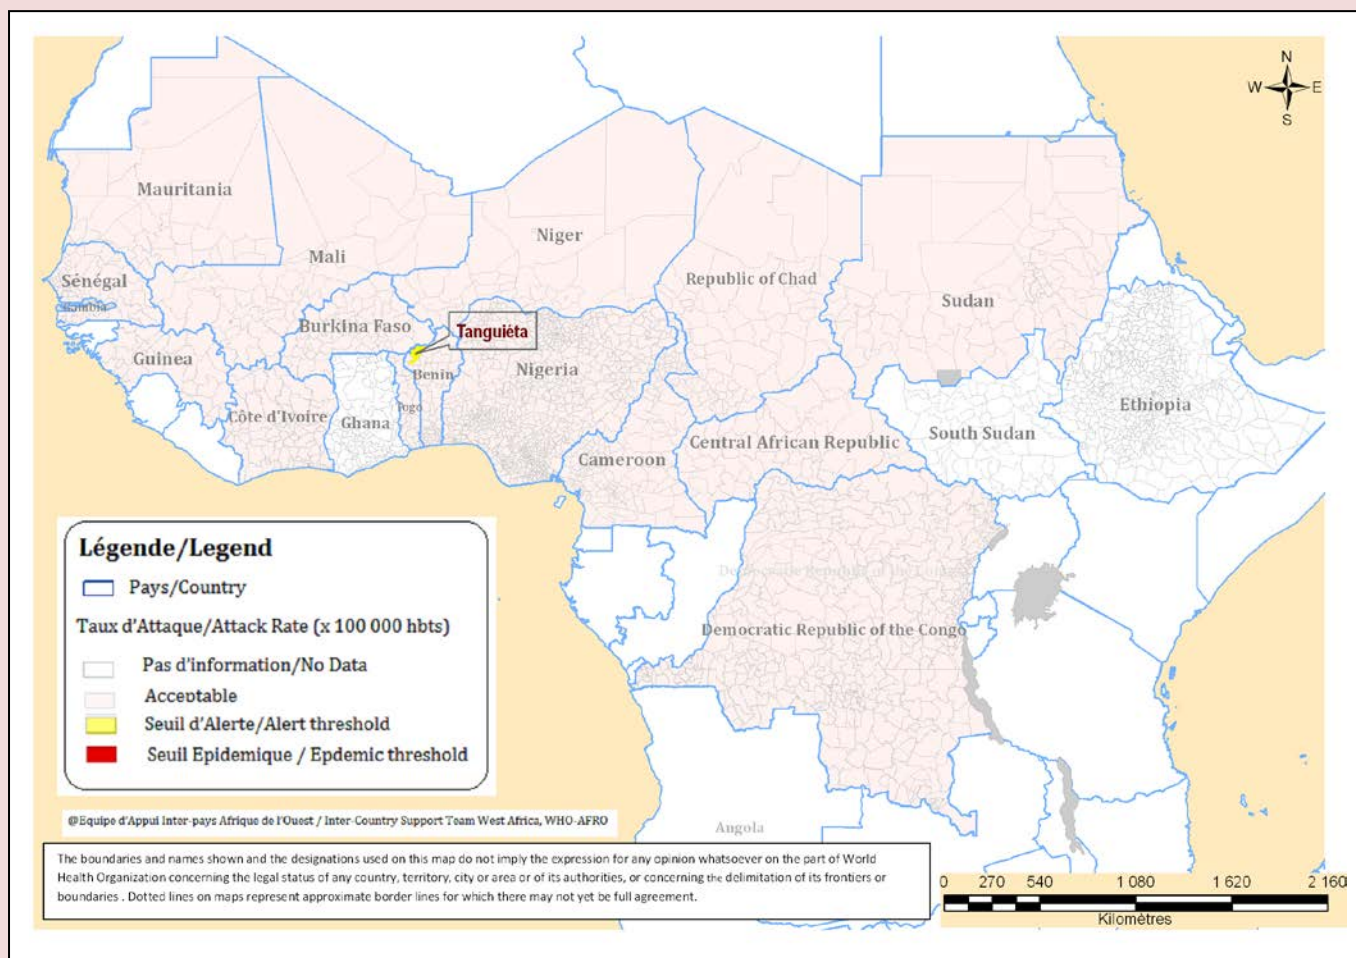 N
W E
S
Mauritania
Niger
Mali
Republic of Chad
Sénégal
Sudan
Gambia
Burkina Faso
Tanguiéta
Guinea
Benin
Nigeria
Togo
Côte d'Ivoire
Ghana
Ethiopia
South Sudan
Central African Republic
Cameroon
Democratic Republic of the Congo
Democratic Republic of the Congo
Angola
Légende/Legend
Pays/Country
Taux d'Attaque/Attack Rate (x 100 000 hbts)
Pas d'information/No Data
Acceptable
Seuil d'Alerte/Alert threshold
Seuil Epidemique / Epdemic threshold
@Equipe d'Appui Inter-pays Afrique de l'Ouest / Inter-Country Support Team West Africa, WHO-AFRO
The boundaries and names shown and the designations used on this map do not imply the expression for any opinion whatsoever on the part of World
Health Organization concerning the legal status of any country, territory, city or area or of its authorities, or concerning the delimitation of its frontiers or
boundaries . Dotted lines on maps represent approximate border lines for which there may not yet be full agreement.
0 270 540 1 080 1 620 2 160
Kilomètres